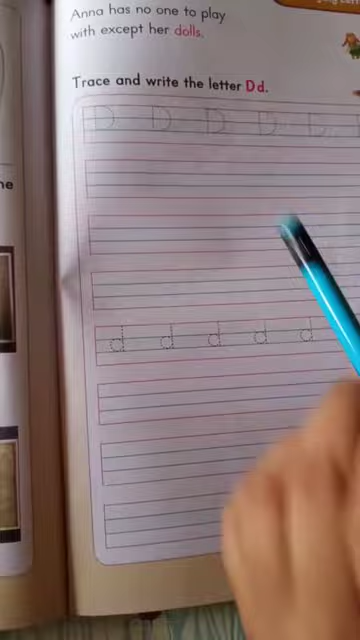 Anna has no one to play
with except her dolls.
Trace and write the letter Dd.
D D D D D
d d d d d